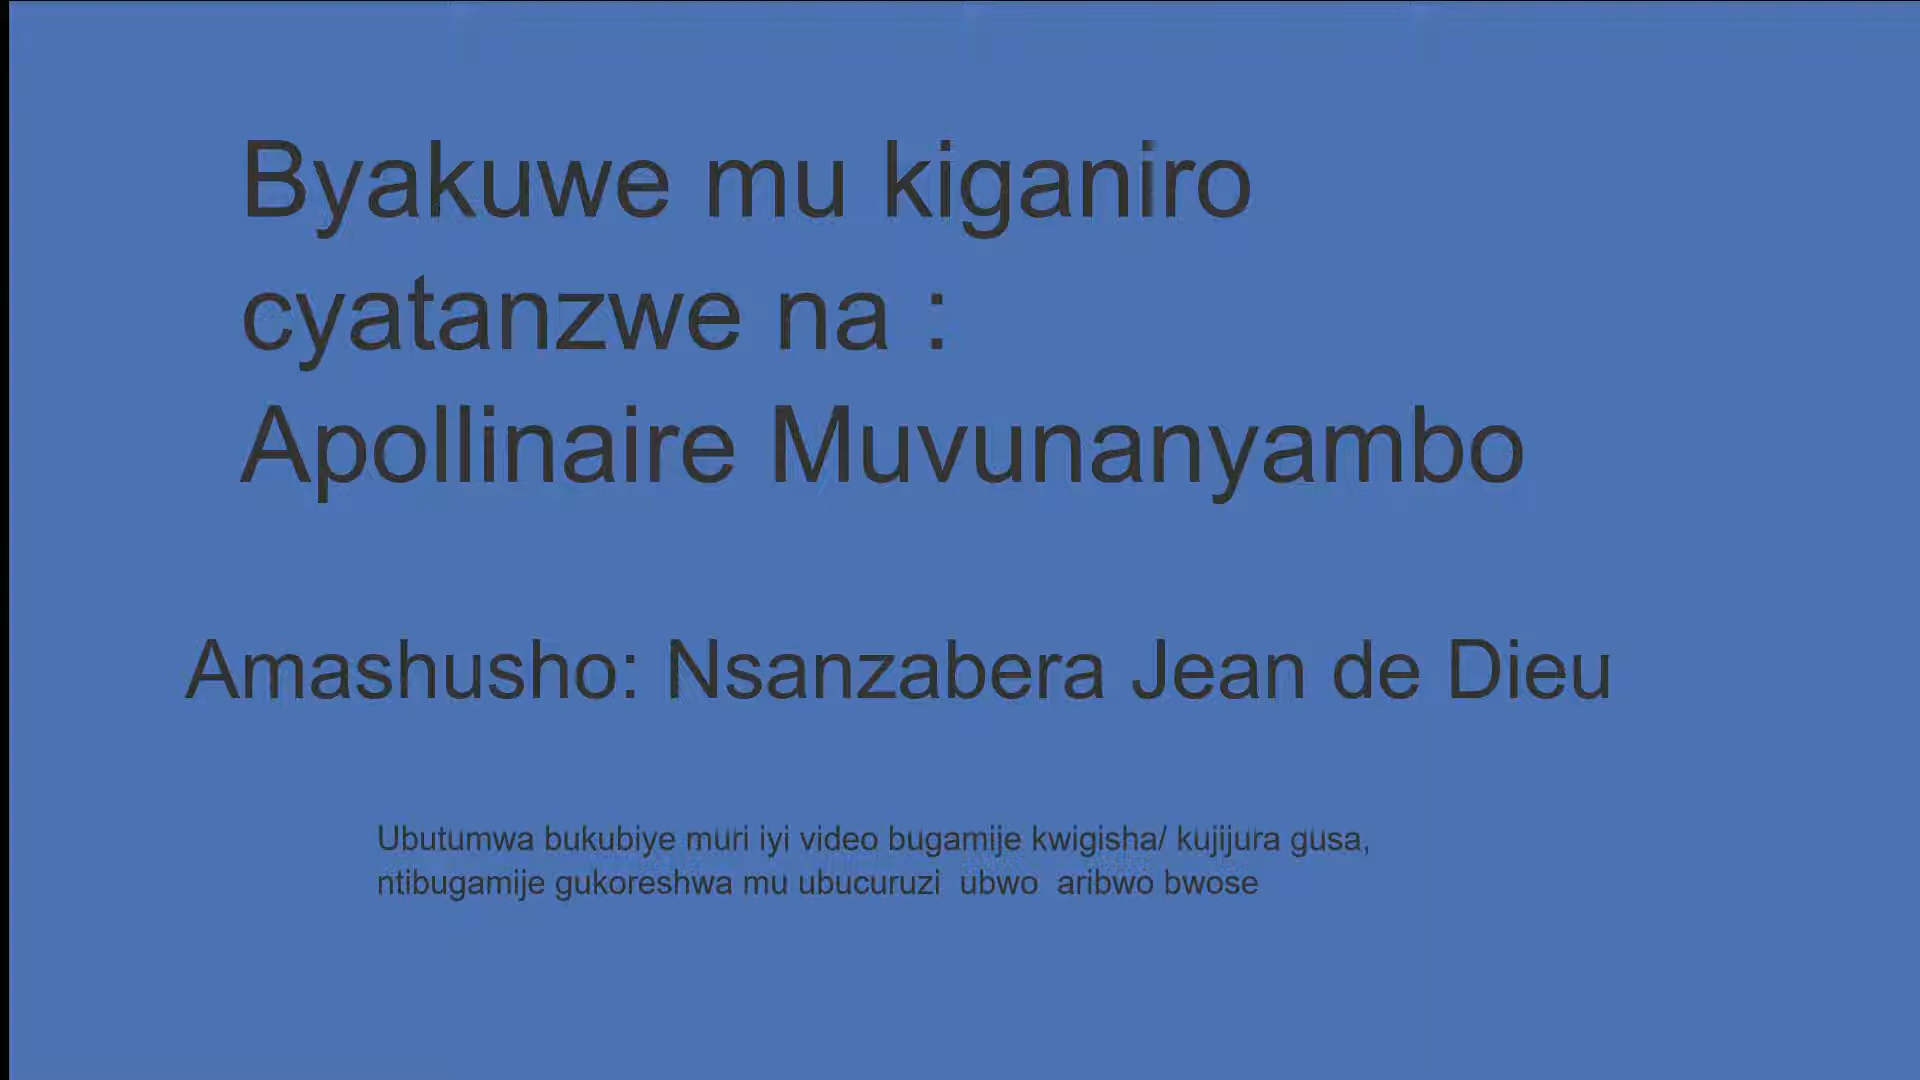 Byakuwe mu kiganiro
cyatanzwe na :
Apollinaire Muvunanyambo
Amashusho: Nsanzabera Jean de Dieu
Ubutumwa bukubiye muri iyi video bugamije kwigisha/ kujijura gusa,
ntibugamije gukoreshwa mu ubucuruzi ubwo aribwo bwose